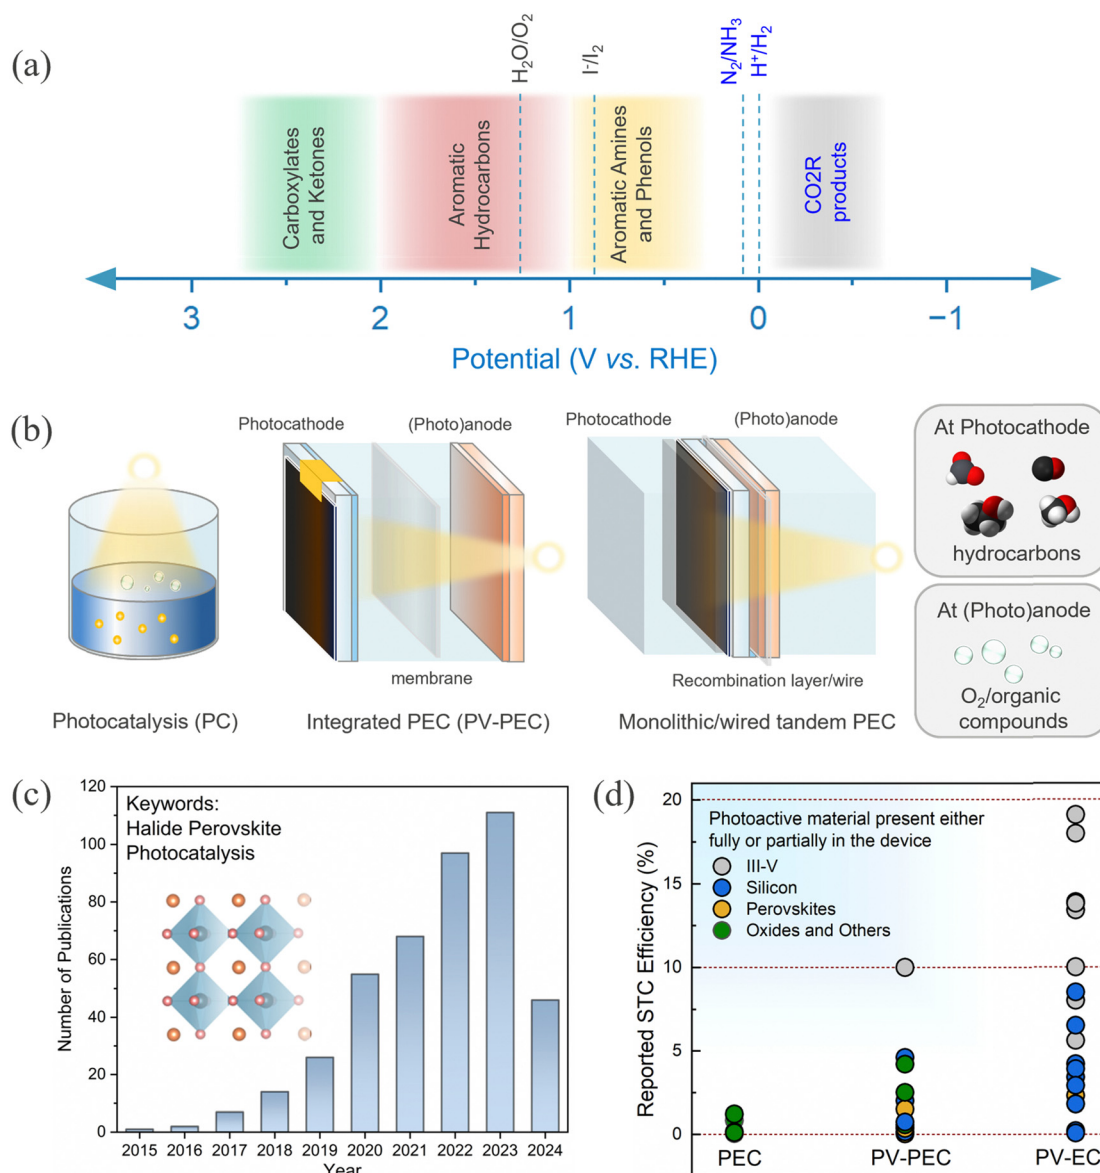 (a)
H₂O/O₂
I⁻/I₂
N₂/NH₃
H⁺/H₂
Carboxylates
and Ketones
Aromatic
Hydrocarbons
Aromatic Amines
and Phenols
CO2R
products
3
2
1
0
−1
Potential (V vs. RHE)
(b)
Photocathode
(Photo)anode
Photocathode
(Photo)anode
At Photocathode
hydrocarbons
At (Photo)anode
O₂/organic
compounds
membrane
Recombination layer/wire
Photocatalysis (PC)
Integrated PEC (PV-PEC)
Monolithic/wired tandem PEC
(c)
Number of Publications
120
100
80
60
40
20
0
Keywords:
Halide Perovskite
Photocatalysis
2015 2016 2017 2018 2019 2020 2021 2022 2023 2024
Year
(d)
Reported STC Efficiency (%)
20
15
10
5
0
Photoactive material present either
fully or partially in the device
III-V
Silicon
Perovskites
Oxides and Others
PEC
PV-PEC
PV-EC